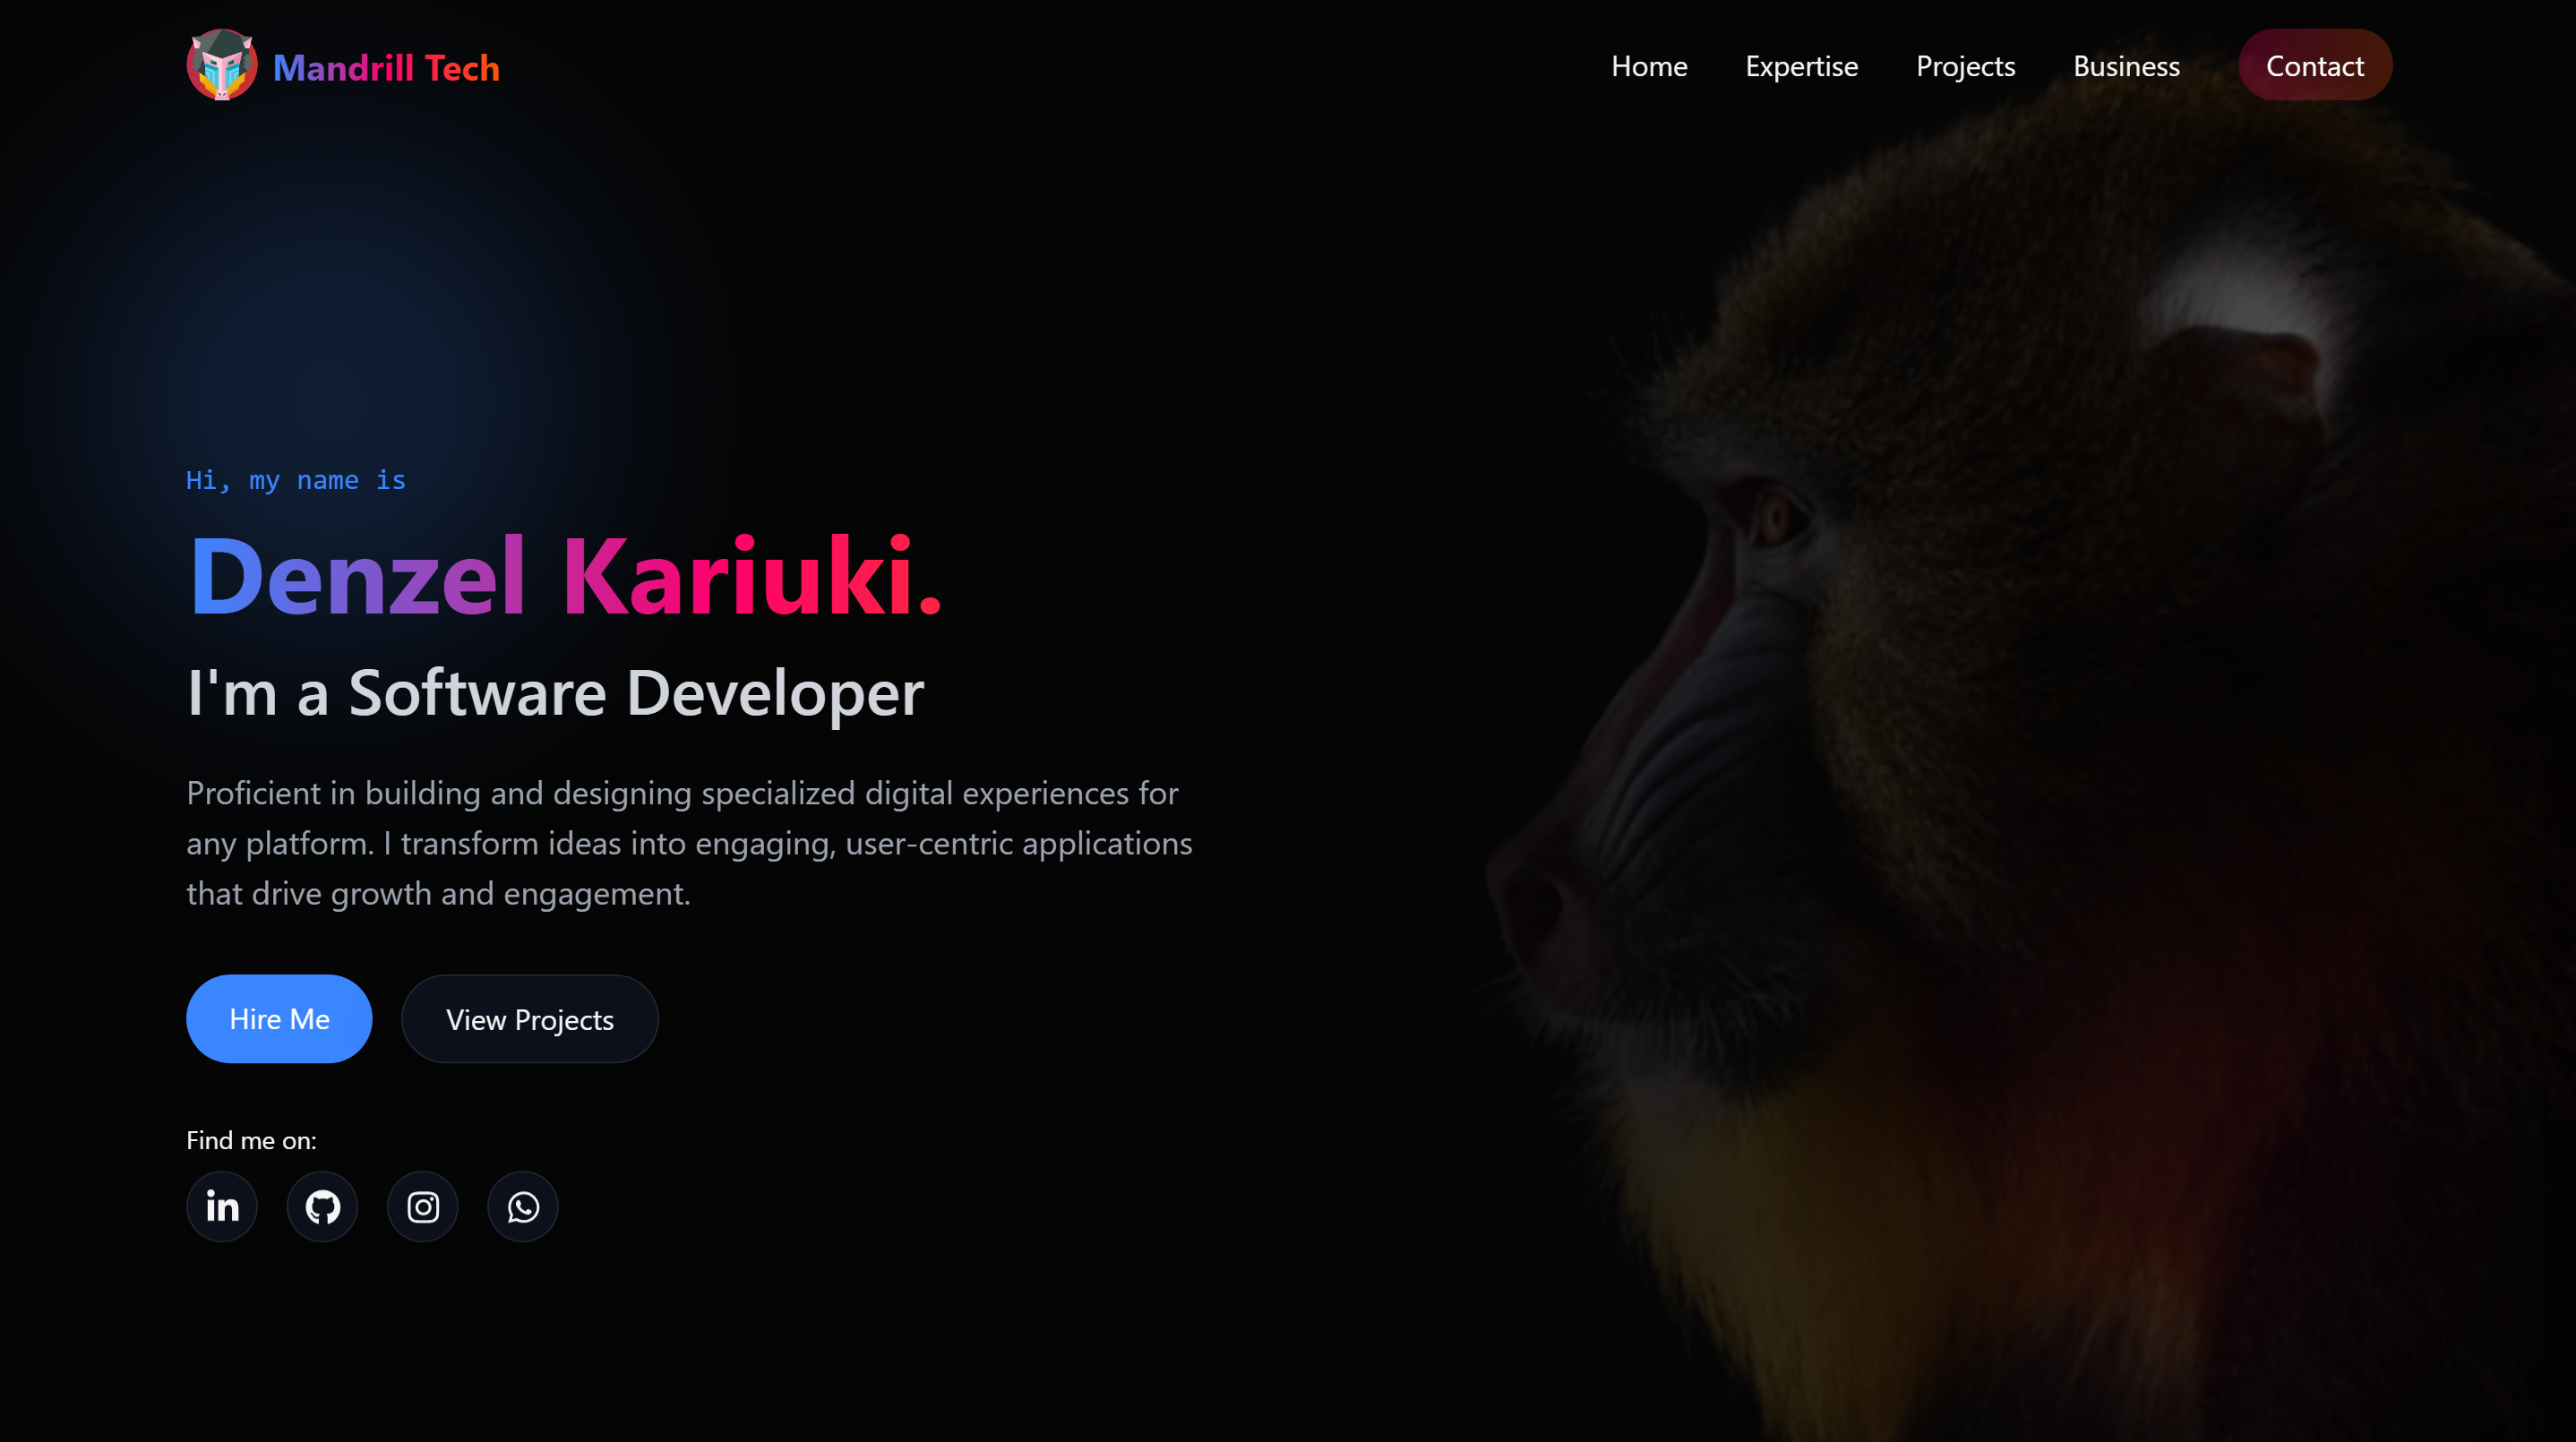 Mandrill Tech
Home
Expertise
Projects
Business
Contact
Hi, my name is
Denzel Kariuki.
I'm a Software Developer
Proficient in building and designing specialized digital experiences for
any platform. I transform ideas into engaging, user-centric applications
that drive growth and engagement.
Hire Me
View Projects
Find me on:
in